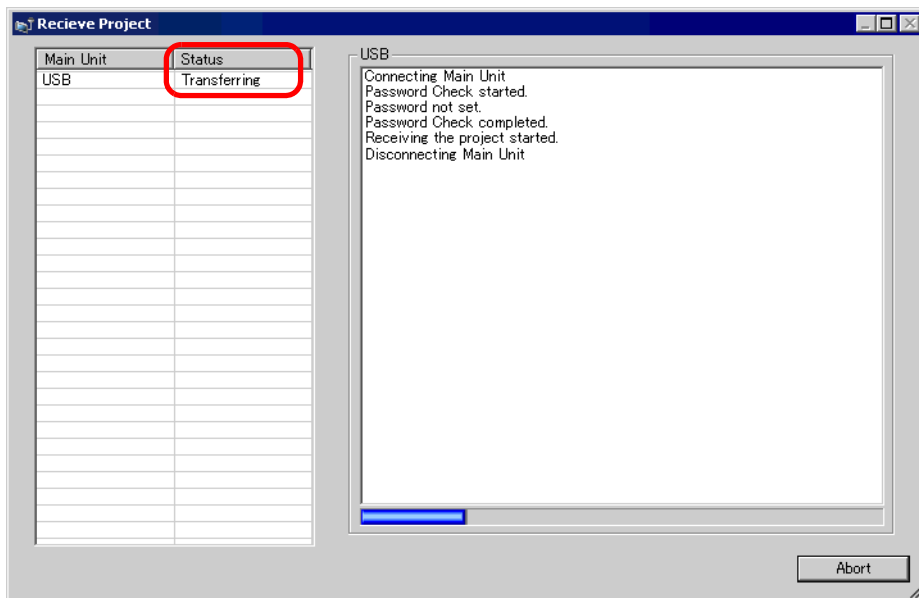 Recieve Project
Main Unit Status
USB Transferring
USB
Connecting Main Unit
Password Check started.
Password not set.
Password Check completed.
Receiving the project started.
Disconnecting Main Unit
Abort